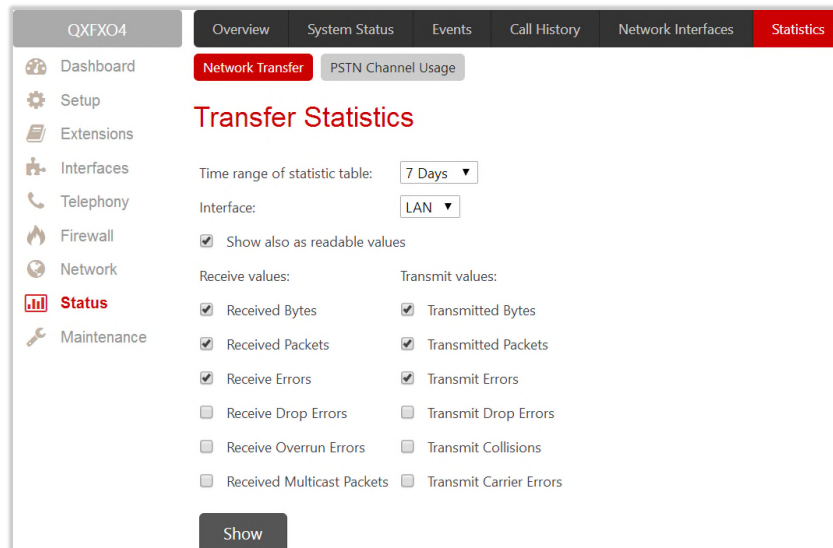 QXFXO4
Overview System Status Events Call History Network Interfaces Statistics
Dashboard
Setup
Extensions
Interfaces
Telephony
Firewall
Network
Status
Maintenance
Network Transfer PSTN Channel Usage
Transfer Statistics
Time range of statistic table: 7 Days
Interface: LAN
Show also as readable values
Receive values: Transmit values:
Received Bytes Transmitted Bytes
Received Packets Transmitted Packets
Receive Errors Transmit Errors
Receive Drop Errors Transmit Drop Errors
Receive Overrun Errors Transmit Collisions
Received Multicast Packets Transmit Carrier Errors
Show